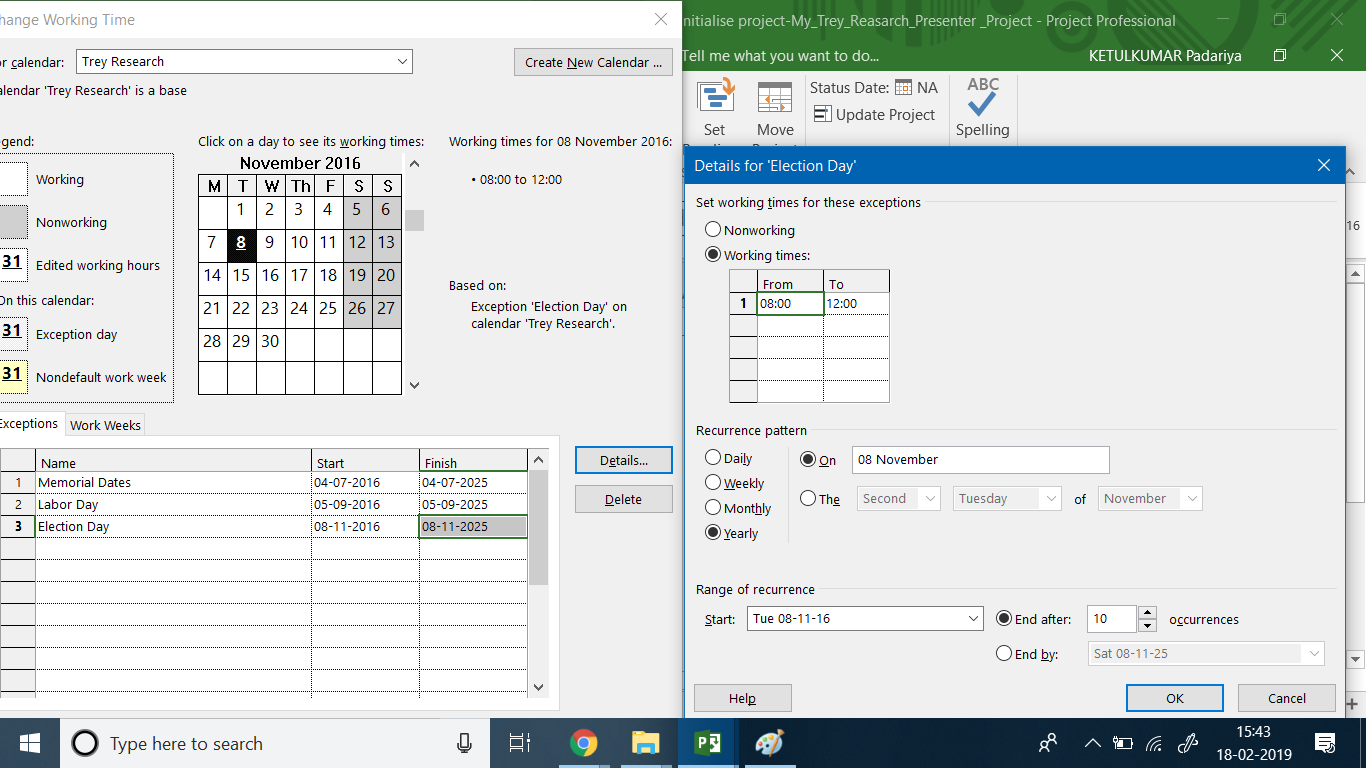 hange Working Time
or calendar: Trey Research
Create New Calendar ...
alendar 'Trey Research' is a base
gend:
Working
Nonworking
31 Edited working hours
On this calendar:
31 Exception day
31 Nondefault work week
Click on a day to see its working times:
November 2016
M T W Th F S S
1 2 3 4 5 6
7 8 9 10 11 12 13
14 15 16 17 18 19 20
21 22 23 24 25 26 27
28 29 30
Working times for 08 November 2016:
• 08:00 to 12:00
Based on:
Exception 'Election Day' on
calendar 'Trey Research'.
Exceptions Work Weeks
Name Start Finish
1 Memorial Dates 04-07-2016 04-07-2025
2 Labor Day 05-09-2016 05-09-2025
3 Election Day 08-11-2016 08-11-2025
Details...
Delete
nitialise project-My_Trey_Reasarch_Presenter _Project - Project Professional
Tell me what you want to do...
KETULKUMAR Padariya
Set
Move
Status Date: NA
Update Project
ABC
Spelling
16
Details for 'Election Day'
Set working times for these exceptions
Nonworking
Working times:
From To
1 08:00 12:00
Recurrence pattern
Daily
Weekly
Monthly
Yearly
On 08 November
The Second Tuesday of November
Range of recurrence
Start: Tue 08-11-16
End after: 10 occurrences
End by: Sat 08-11-25
Help
OK
Cancel
Type here to search
15:43
18-02-2019